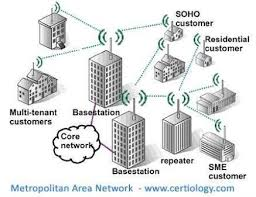 SOHO
customer
Residential
customer
Multi-tenant
customers
Basestation
Core
network
Basestation
repeater
SME
customer
Metropolitan Area Network - www.certiology.com